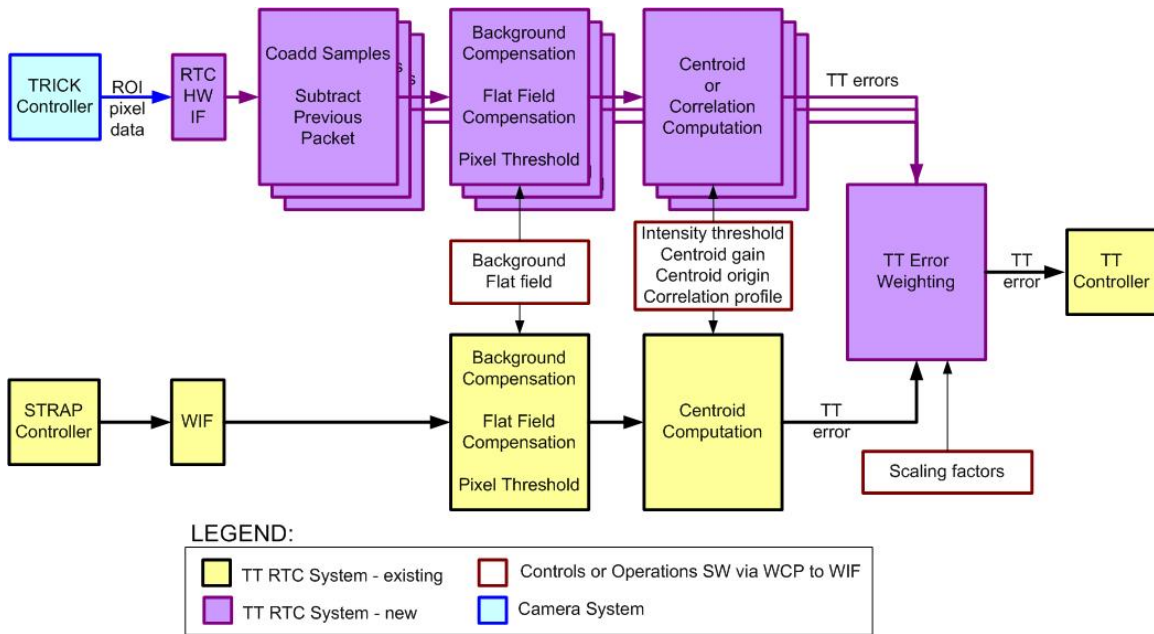 TRICK
Controller
ROI
pixel
data
RTC
HW
IF
Coadd Samples
Subtract
Previous
Packet
s
s
Background
Compensation
Flat Field
Compensation
Pixel Threshold
Centroid
or
Correlation
Computation
TT errors
Background
Flat field
Intensity threshold
Centroid gain
Centroid origin
Correlation profile
TT Error
Weighting
TT
error
TT
Controller
STRAP
Controller
WIF
Background
Compensation
Flat Field
Compensation
Pixel Threshold
Centroid
Computation
TT
error
Scaling factors
LEGEND:
TT RTC System - existing
Controls or Operations SW via WCP to WIF
TT RTC System - new
Camera System